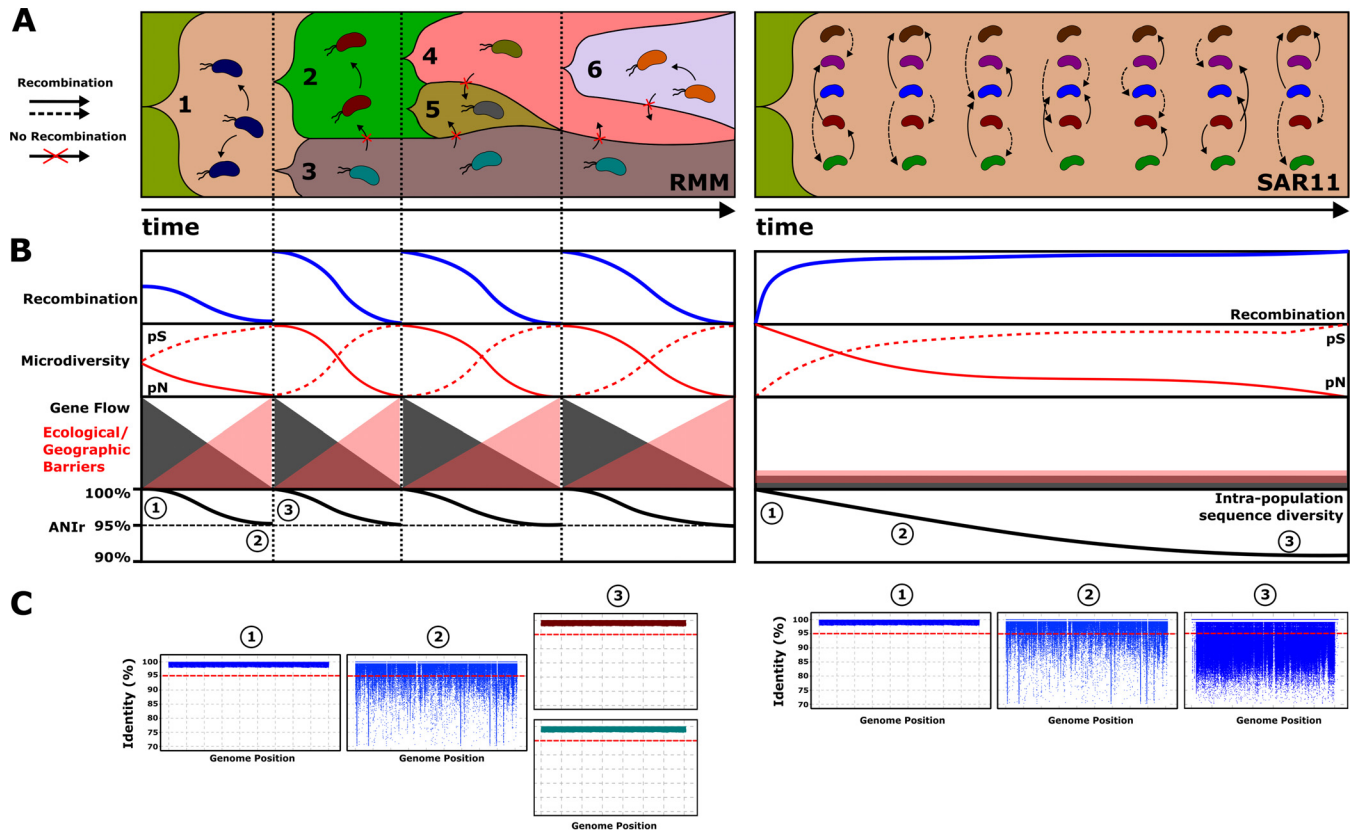 A
Recombination
No Recombination
1
2
3
4
5
6
RMM
SAR11
time
time
B
Recombination
Microdiversity
pS
pN
Gene Flow
Ecological/
Geographic
Barriers
100%
ANIr
95%
90%
1
2
3
Recombination
pS
pN
Intra-population
sequence diversity
1
2
3
C
1
2
3
Identity (%)
100
95
90
85
80
75
70
Genome Position
Genome Position
Genome Position
1
2
3
Identity (%)
100
95
90
85
80
75
70
Genome Position
Genome Position
Genome Position